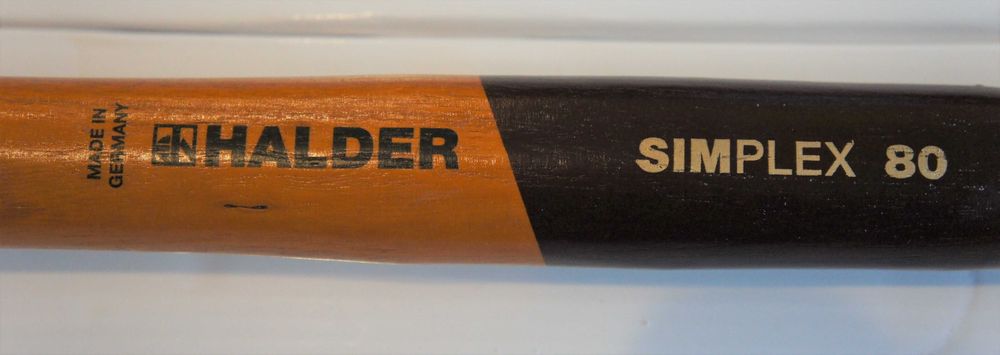 MADE IN
GERMANY
HALDER
SIMPLEX 80